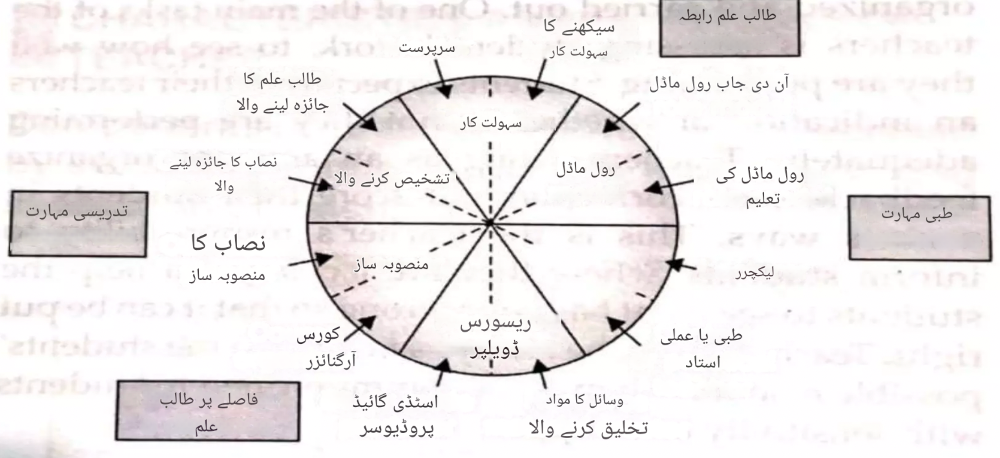 طالب علم رابطہ
سیکھنے کا
سہولت کار
سرپرست
آن دی جاب رول ماڈل
طالب علم کا
جائزہ لینے والا
سہولت کار
نصاب کا جائزہ لینے
والا
تشخیص کرنے والا
رول ماڈل
رول ماڈل کی
تعلیم
تدریسی مہارت
طبی مہارت
نصاب کا
منصوبہ ساز
منصوبہ ساز
لیکچرر
ریسورس
ڈویلپر
کورس
آرگنائزر
طبی یا عملی
استاد
فاصلے پر طالب
علم
اسٹڈی گائیڈ
پروڈیوسر
وسائل کا مواد
تخلیق کرنے والا